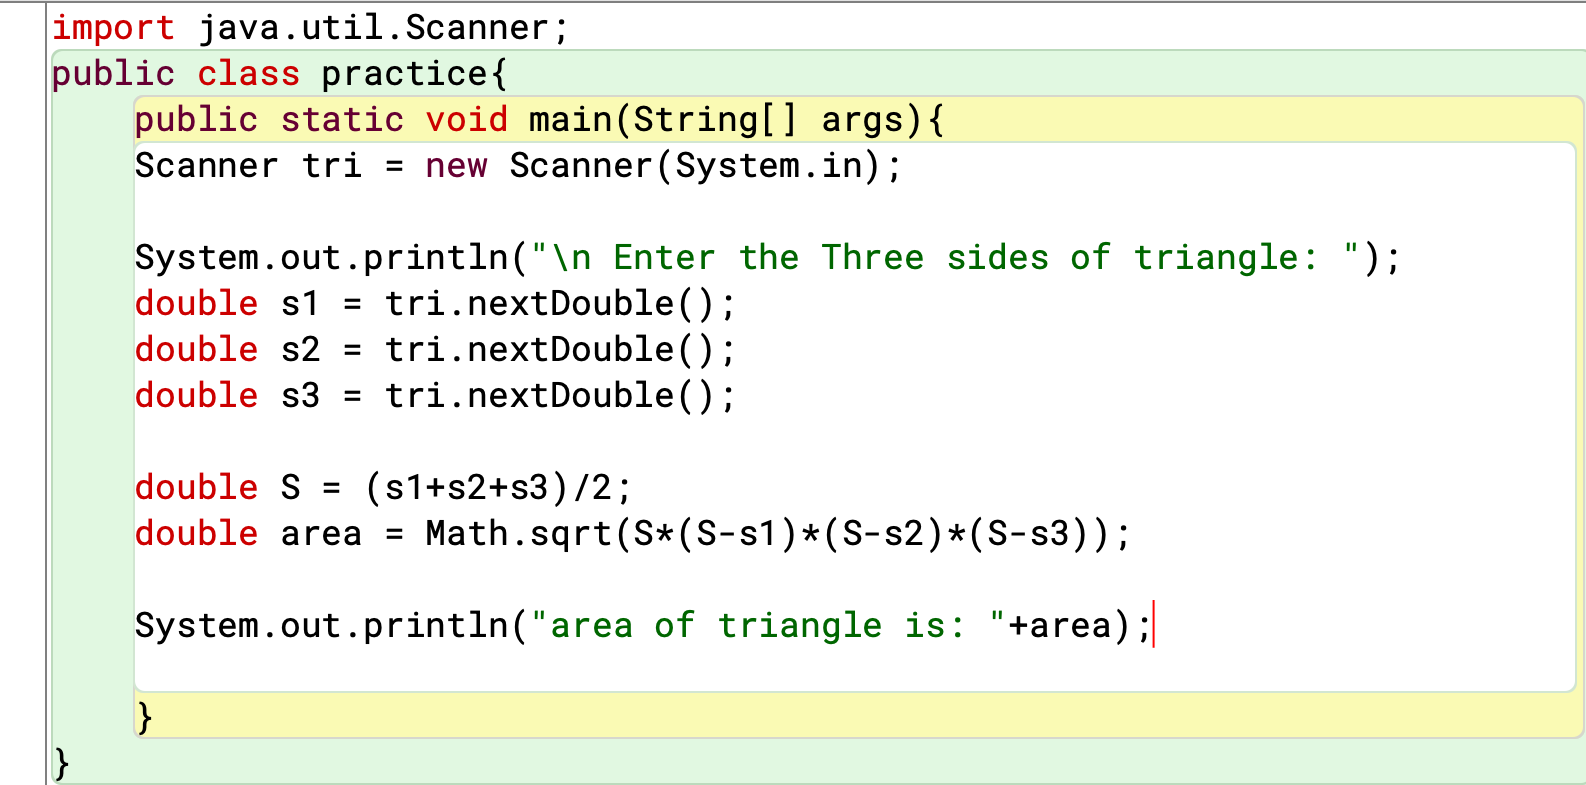 import java.util.Scanner;
public class practice{
public static void main(String[] args){
Scanner tri = new Scanner(System.in);
System.out.println("\n Enter the Three sides of triangle: ");
double s1 = tri.nextDouble();
double s2 = tri.nextDouble();
double s3 = tri.nextDouble();
double S = (s1+s2+s3)/2;
double area = Math.sqrt(S*(S-s1)*(S-s2)*(S-s3));
System.out.println("area of triangle is: "+area);
}
}